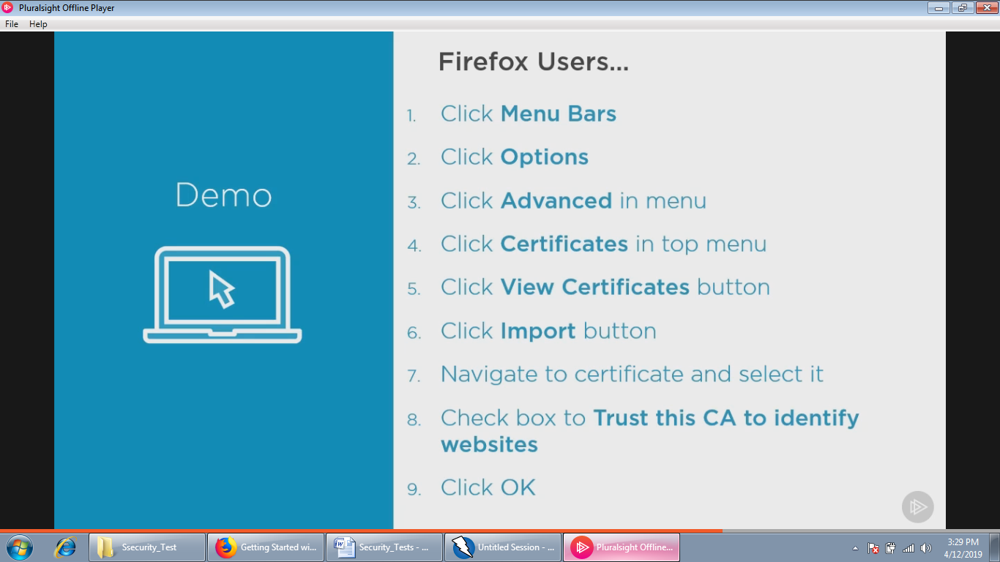 Pluralsight Offline Player
File Help
Firefox Users...
Demo
1. Click Menu Bars
2. Click Options
3. Click Advanced in menu
4. Click Certificates in top menu
5. Click View Certificates button
6. Click Import button
7. Navigate to certificate and select it
8. Check box to Trust this CA to identify
websites
9. Click OK
Ssecurity_Test
Getting Started wi...
Security_Tests - ...
Untitled Session - ...
Pluralsight Offline...
3:29 PM
4/12/2019